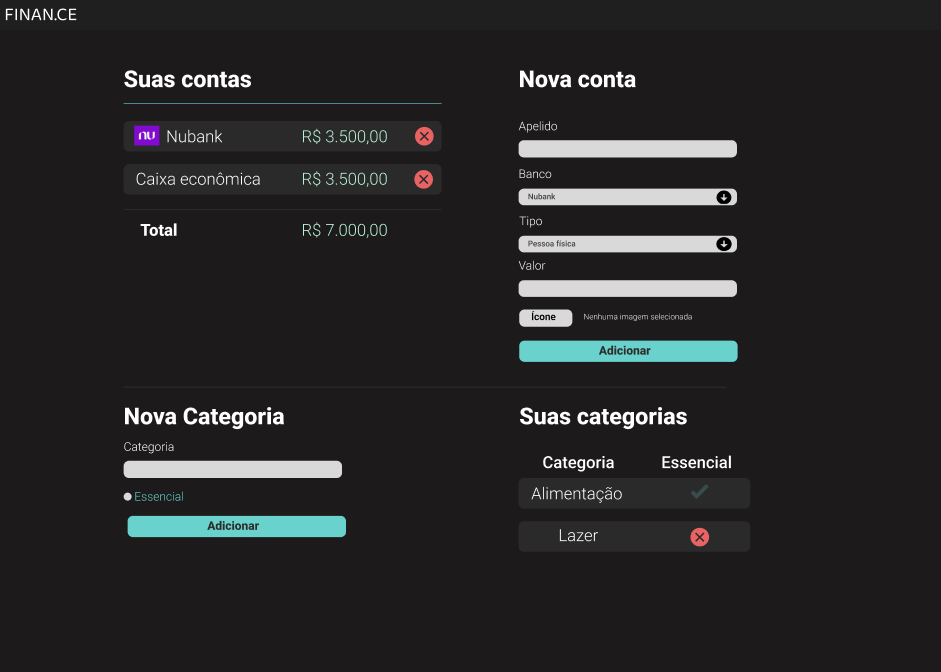 FINAN.CE
Suas contas
nu Nubank R$ 3.500,00
Caixa econômica R$ 3.500,00
Total R$ 7.000,00
Nova conta
Apelido
Banco
Nubank
Tipo
Pessoa física
Valor
Ícone Nenhuma imagem selecionada
Adicionar
Nova Categoria
Categoria
Essencial
Adicionar
Suas categorias
Categoria Essencial
Alimentação
Lazer